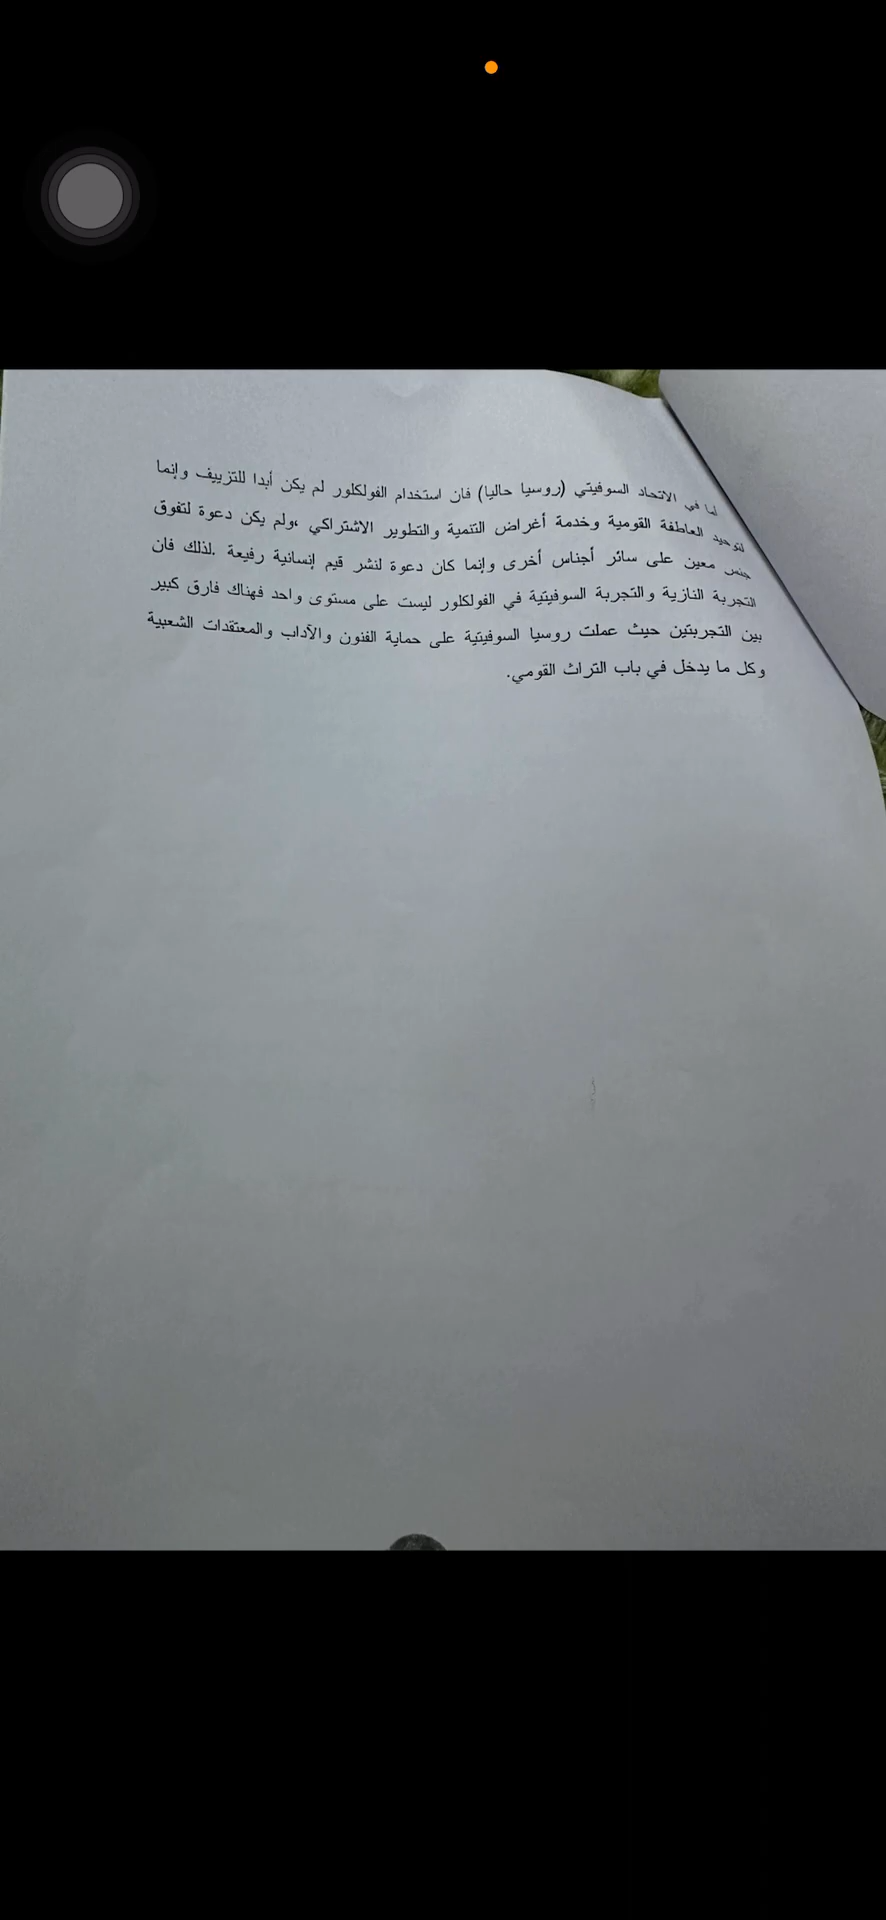 أما في الاتحاد السوفيتي (روسيا حاليا) فان استخدام الفولكلور لم يكن أبدا للتزييف وإنما
لتوحيد العاطفة القومية وخدمة أغراض التنمية والتطوير الاشتراكي ،ولم يكن دعوة لتفوق
جنس معين على سائر أجناس أخرى وإنما كان دعوة لنشر قيم إنسانية رفيعة .لذلك فان
التجربة النازية والتجربة السوفيتية في الفولكلور ليست على مستوى واحد فهناك فارق كبير
بين التجربتين حيث عملت روسيا السوفيتية على حماية الفنون والآداب والمعتقدات الشعبية
وكل ما يدخل في باب التراث القومي.